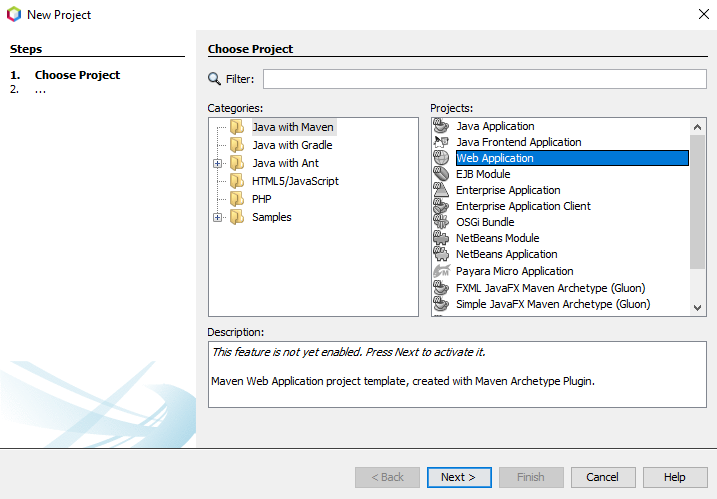 New Project
Steps
1. Choose Project
2. ...
Choose Project
Filter:
Categories:
Java with Maven
Java with Gradle
Java with Ant
HTML5/JavaScript
PHP
Samples
Projects:
Java Application
Java Frontend Application
Web Application
EJB Module
Enterprise Application
Enterprise Application Client
OSGi Bundle
NetBeans Module
NetBeans Application
Payara Micro Application
FXML JavaFX Maven Archetype (Gluon)
Simple JavaFX Maven Archetype (Gluon)
Description:
This feature is not yet enabled. Press Next to activate it.
Maven Web Application project template, created with Maven Archetype Plugin.
< Back
Next >
Finish
Cancel
Help